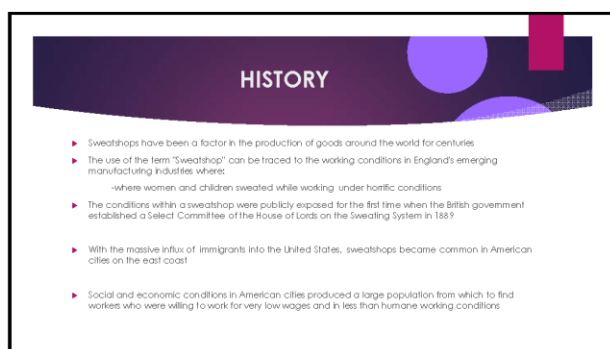 HISTORY
Sweatshops have been a factor in the production of goods around the world for centuries
The use of the term "Sweatshop" can be traced to the working conditions in England's emerging
manufacturing industries where:
-where women and children sweated while working under horrific conditions
The conditions within a sweatshop were publicly exposed for the first time when the British government
established a Select Committee of the House of Lords on the Sweating System in 1889
With the massive influx of immigrants into the United States, sweatshops became common in American
cities on the east coast
Social and economic conditions in American cities produced a large population from which to find
workers who were willing to work for very low wages and in less than humane working conditions